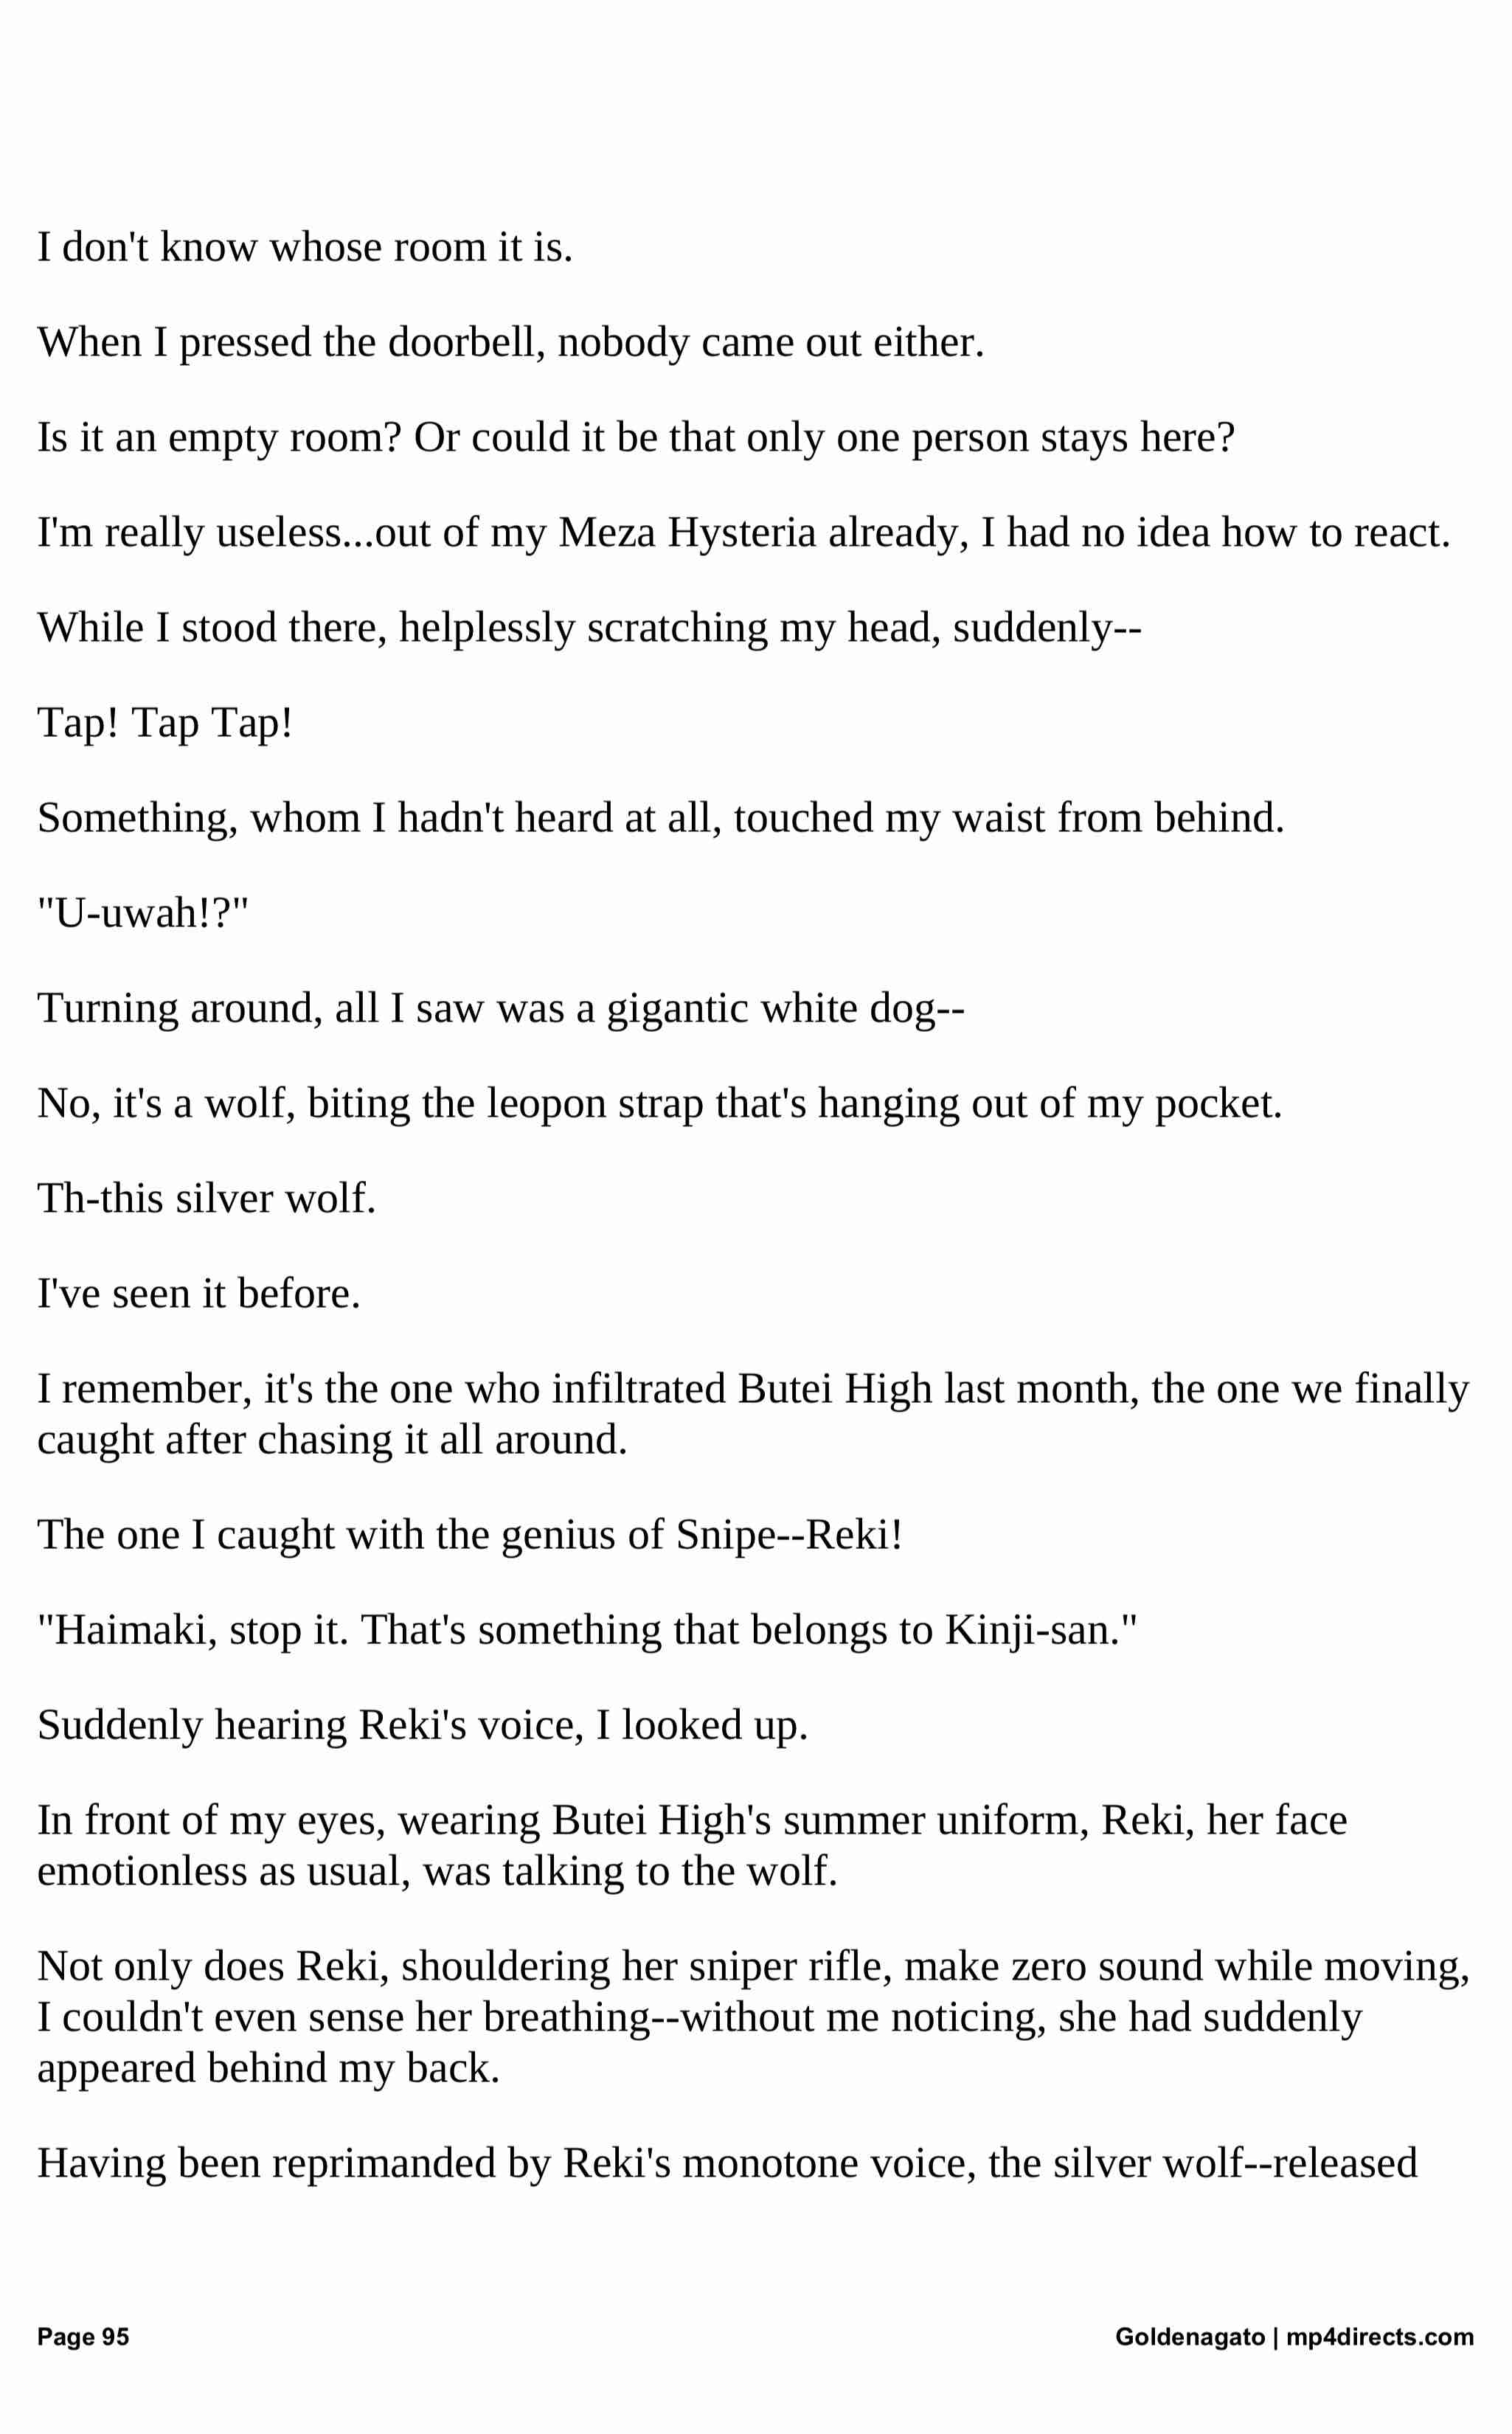 I don't know whose room it is.
When I pressed the doorbell, nobody came out either.
Is it an empty room? Or could it be that only one person stays here?
I'm really useless...out of my Meza Hysteria already, I had no idea how to react.
While I stood there, helplessly scratching my head, suddenly--
Tap! Tap Tap!
Something, whom I hadn't heard at all, touched my waist from behind.
"U-uwah!?"
Turning around, all I saw was a gigantic white dog--
No, it's a wolf, biting the leopon strap that's hanging out of my pocket.
Th-this silver wolf.
I've seen it before.
I remember, it's the one who infiltrated Butei High last month, the one we finally
caught after chasing it all around.
The one I caught with the genius of Snipe--Reki!
"Haimaki, stop it. That's something that belongs to Kinji-san."
Suddenly hearing Reki's voice, I looked up.
In front of my eyes, wearing Butei High's summer uniform, Reki, her face
emotionless as usual, was talking to the wolf.
Not only does Reki, shouldering her sniper rifle, make zero sound while moving,
I couldn't even sense her breathing--without me noticing, she had suddenly
appeared behind my back.
Having been reprimanded by Reki's monotone voice, the silver wolf--released
Page 95
Goldenagato | mp4directs.com